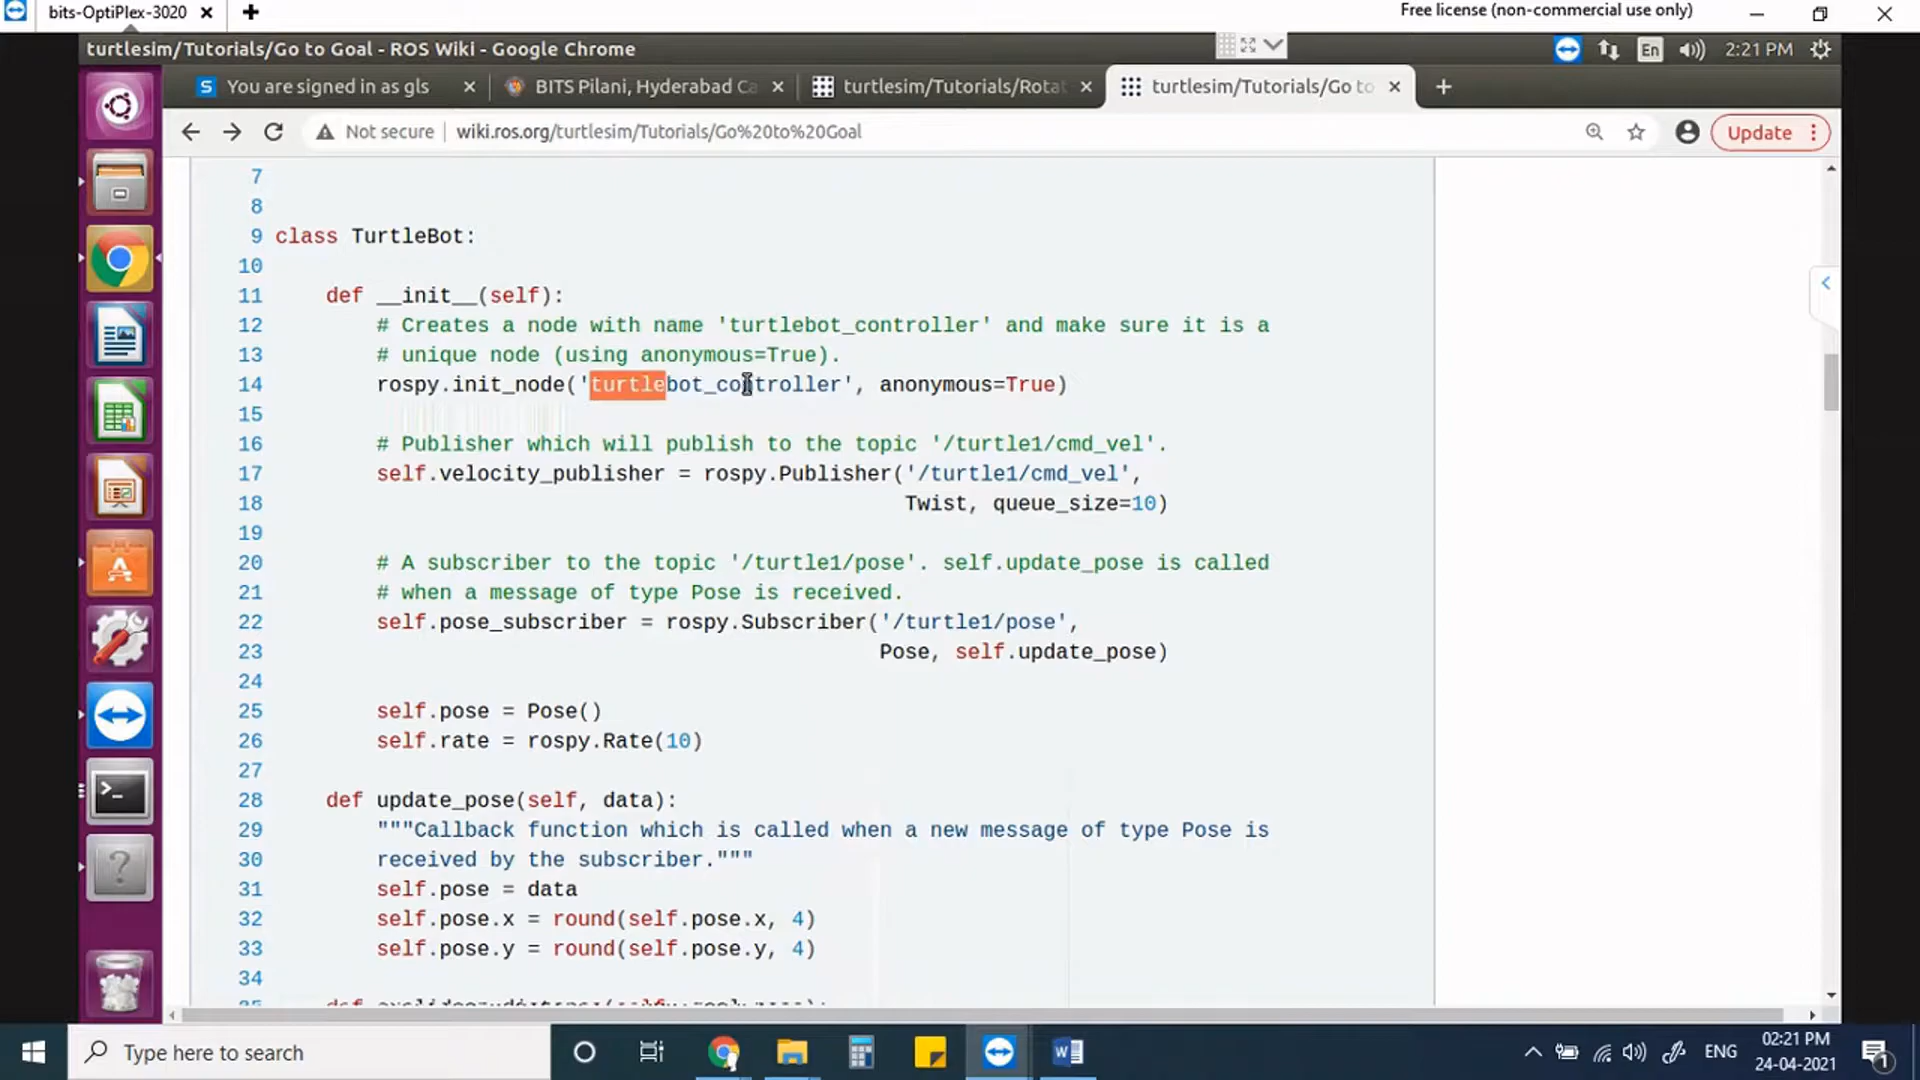 bits-OptiPlex-3020
Free license (non-commercial use only)
turtlesim/Tutorials/Go to Goal - ROS Wiki - Google Chrome
En
2:21 PM
You are signed in as gls
BITS Pilani, Hyderabad Ca
turtlesim/Tutorials/Rotat
turtlesim/Tutorials/Go to
Not secure
wiki.ros.org/turtlesim/Tutorials/Go%20to%20Goal
Update
7
8
9 class TurtleBot:
10
11 def __init__(self):
12 # Creates a node with name 'turtlebot_controller' and make sure it is a
13 # unique node (using anonymous=True).
14 rospy.init_node('turtlebot_controller', anonymous=True)
15
16 # Publisher which will publish to the topic '/turtle1/cmd_vel'.
17 self.velocity_publisher = rospy.Publisher('/turtle1/cmd_vel',
18 Twist, queue_size=10)
19
20 # A subscriber to the topic '/turtle1/pose'. self.update_pose is called
21 # when a message of type Pose is received.
22 self.pose_subscriber = rospy.Subscriber('/turtle1/pose',
23 Pose, self.update_pose)
24
25 self.pose = Pose()
26 self.rate = rospy.Rate(10)
27
28 def update_pose(self, data):
29 """Callback function which is called when a new message of type Pose is
30 received by the subscriber."""
31 self.pose = data
32 self.pose.x = round(self.pose.x, 4)
33 self.pose.y = round(self.pose.y, 4)
34
Type here to search
ENG
02:21 PM
24-04-2021
1